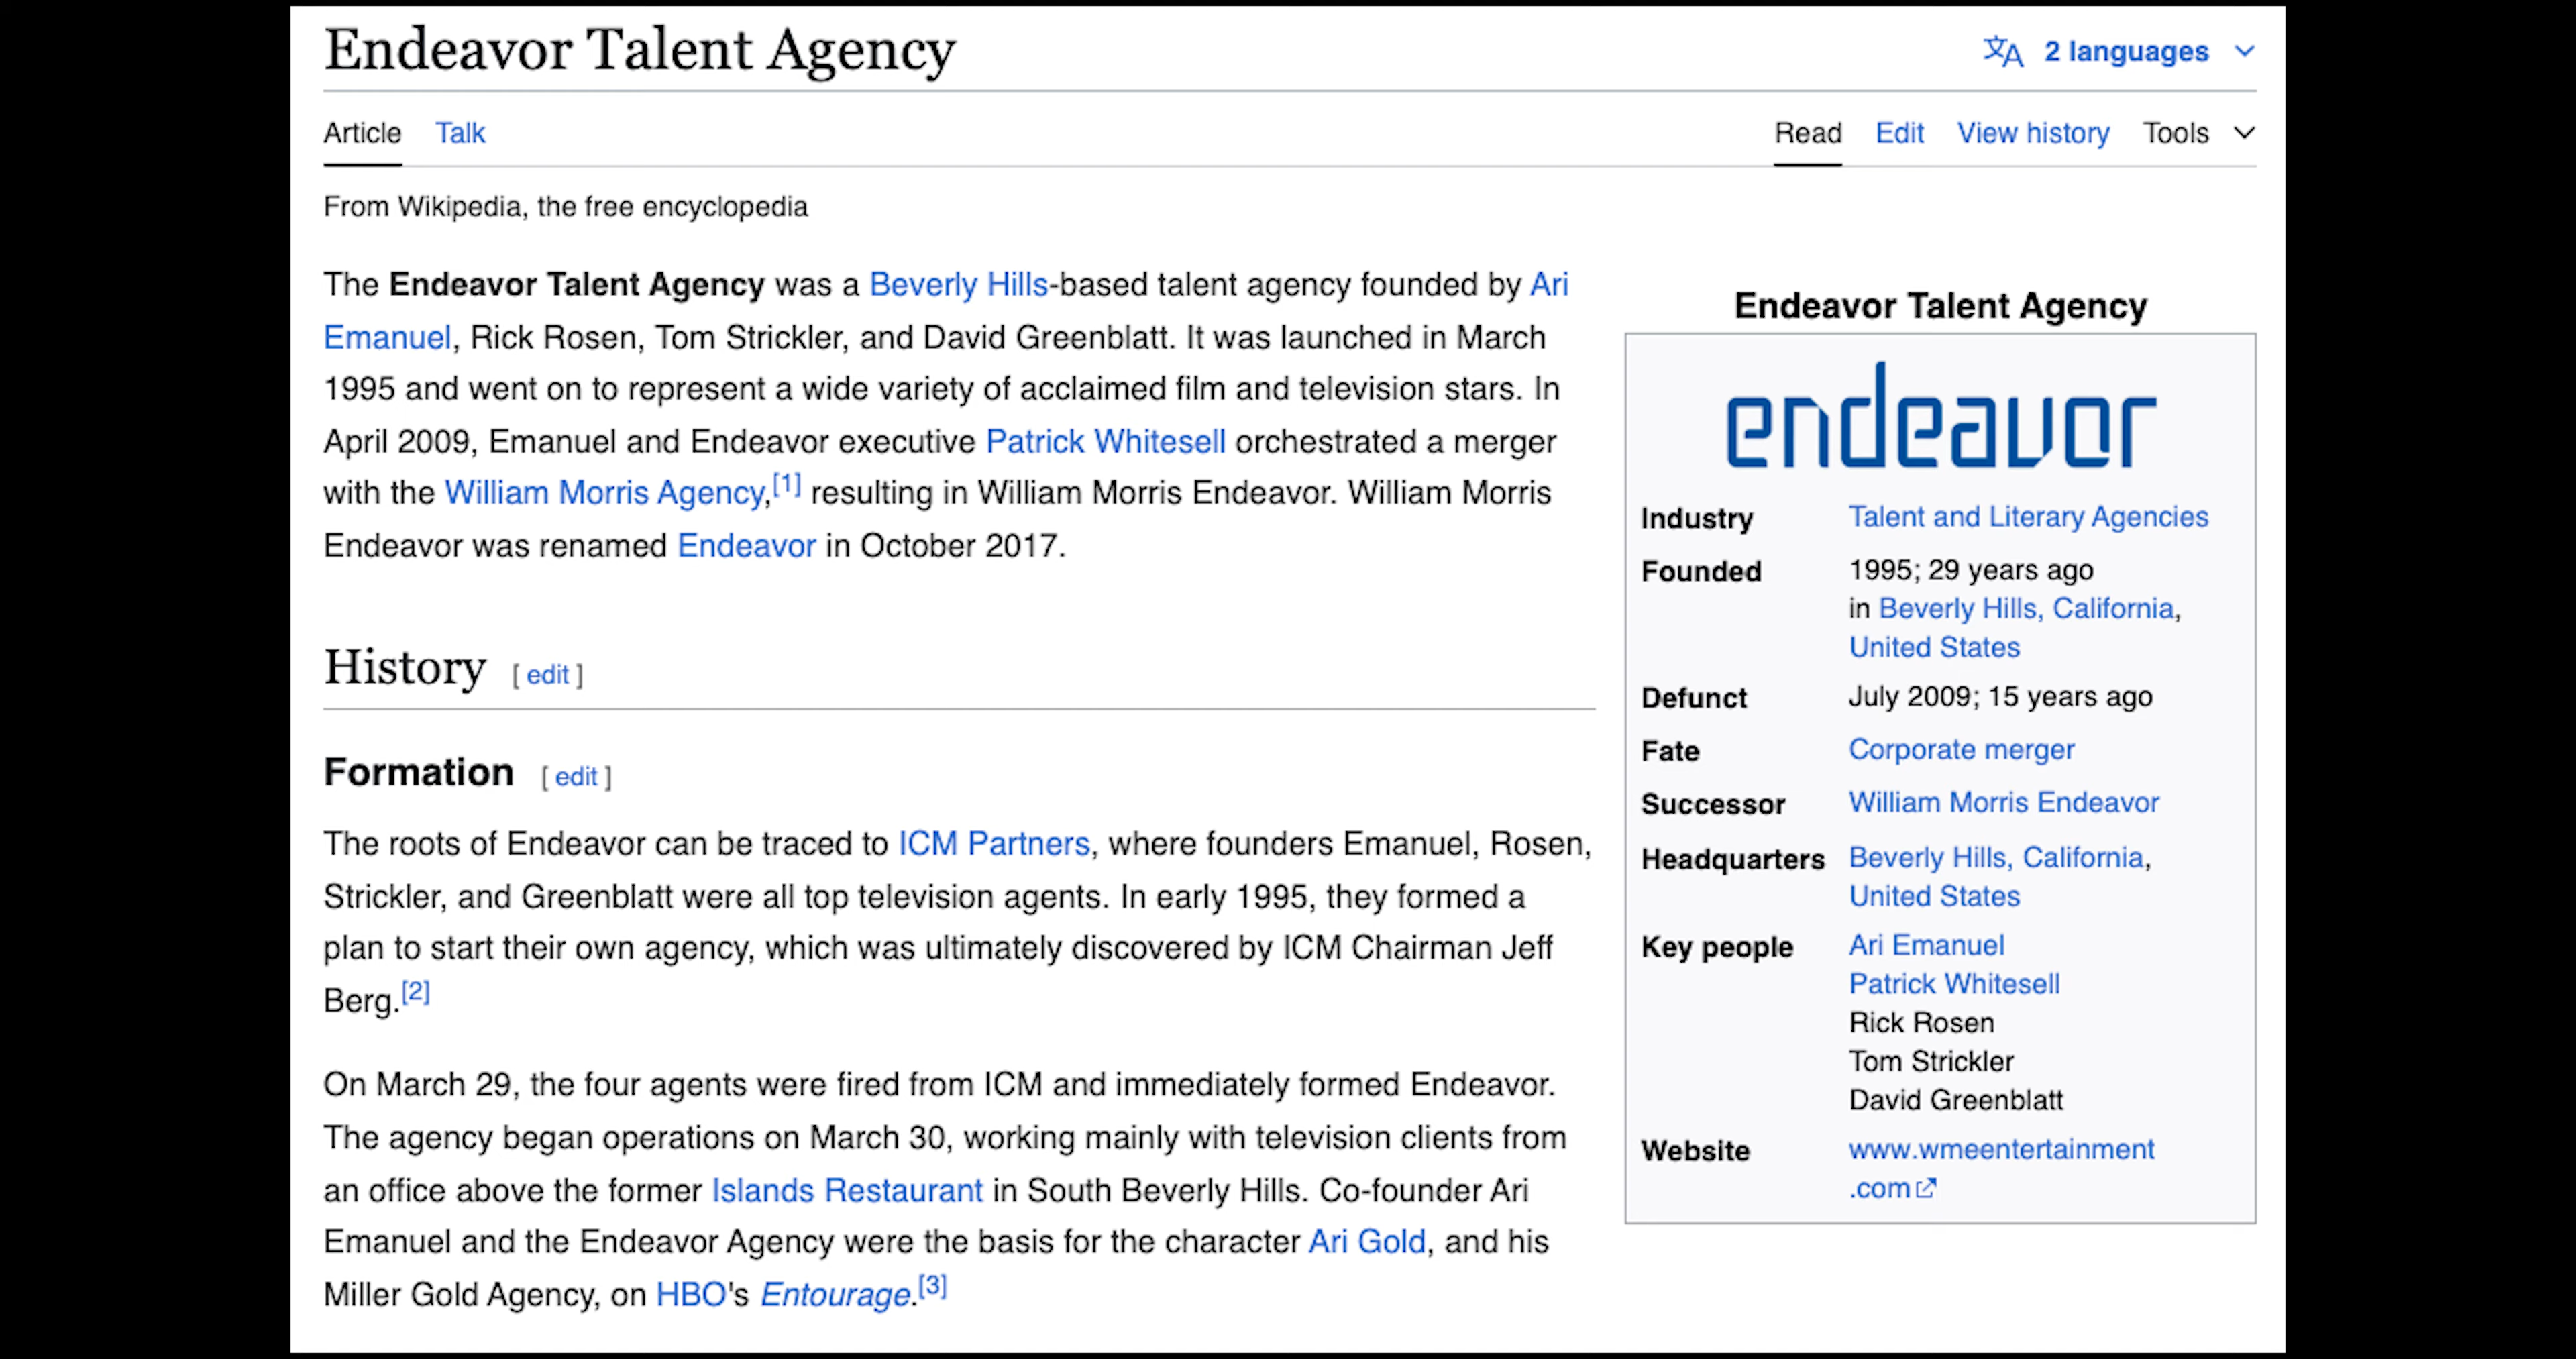 Endeavor Talent Agency
2 languages
Article Talk
Read Edit View history Tools
From Wikipedia, the free encyclopedia
The Endeavor Talent Agency was a Beverly Hills-based talent agency founded by Ari
Emanuel, Rick Rosen, Tom Strickler, and David Greenblatt. It was launched in March
1995 and went on to represent a wide variety of acclaimed film and television stars. In
April 2009, Emanuel and Endeavor executive Patrick Whitesell orchestrated a merger
with the William Morris Agency,[1] resulting in William Morris Endeavor. William Morris
Endeavor was renamed Endeavor in October 2017.
History [ edit ]
Formation [ edit ]
The roots of Endeavor can be traced to ICM Partners, where founders Emanuel, Rosen,
Strickler, and Greenblatt were all top television agents. In early 1995, they formed a
plan to start their own agency, which was ultimately discovered by ICM Chairman Jeff
Berg.[2]
On March 29, the four agents were fired from ICM and immediately formed Endeavor.
The agency began operations on March 30, working mainly with television clients from
an office above the former Islands Restaurant in South Beverly Hills. Co-founder Ari
Emanuel and the Endeavor Agency were the basis for the character Ari Gold, and his
Miller Gold Agency, on HBO's Entourage.[3]
Endeavor Talent Agency
endeavor
Industry Talent and Literary Agencies
Founded 1995; 29 years ago
in Beverly Hills, California,
United States
Defunct July 2009; 15 years ago
Fate Corporate merger
Successor William Morris Endeavor
Headquarters Beverly Hills, California,
United States
Key people Ari Emanuel
Patrick Whitesell
Rick Rosen
Tom Strickler
David Greenblatt
Website www.wmeentertainment
.com